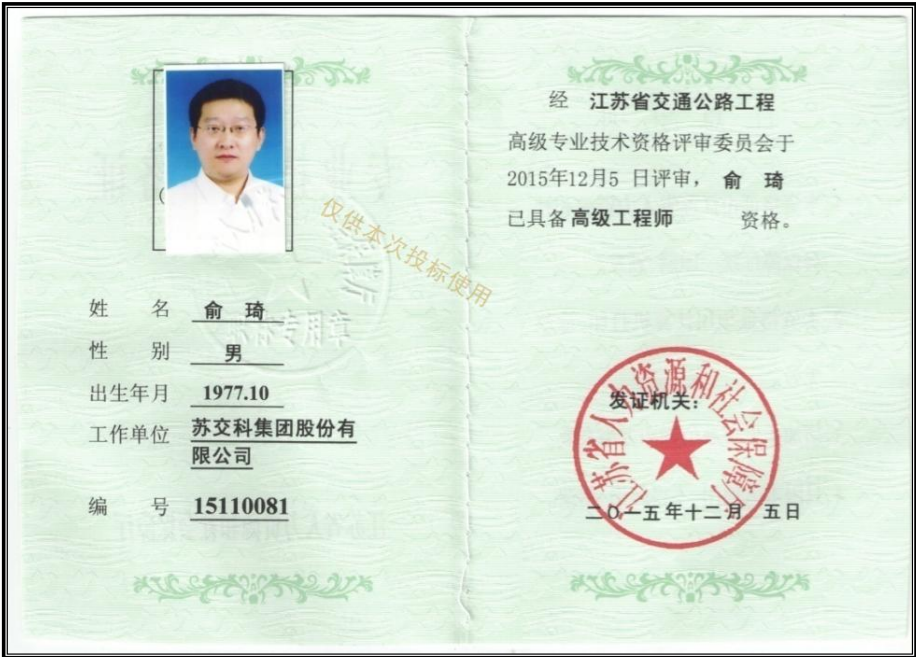 姓 名 俞 琦
性 别 男
出生年月 1977.10
工作单位 苏交科集团股份有
限公司
编 号 15110081
仅供本次投标使用
专用章
经 江苏省交通公路工程
高级专业技术资格评审委员会于
2015年12月5 日评审， 俞 琦
已具备 高级工程师 资格。
江苏省人力资源和社会保障厅
发证机关：
二〇一五年十二月 五日